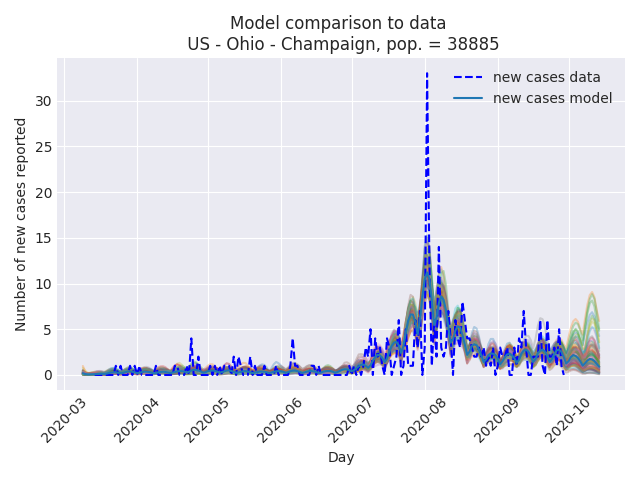 Model comparison to data
US - Ohio - Champaign, pop. = 38885
new cases data
new cases model
Number of new cases reported
30
25
20
15
10
5
0
2020-03
2020-04
2020-05
2020-06
2020-07
2020-08
2020-09
2020-10
Day